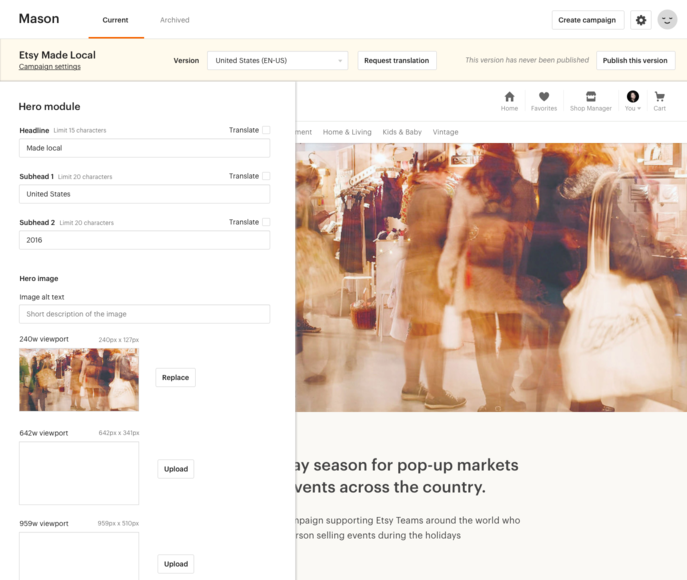 Mason
Current
Archived
Create campaign
Etsy Made Local
Campaign settings
Version
United States (EN-US)
Request translation
This version has never been published
Publish this version
Hero module
Headline Limit 15 characters Translate
Made local
Subhead 1 Limit 20 characters Translate
United States
Subhead 2 Limit 20 characters Translate
2016
Hero image
Image alt text
Short description of the image
240w viewport 240px x 127px
Replace
642w viewport 642px x 341px
Upload
959w viewport 959px x 510px
Upload
Home
Favorites
Shop Manager
You
Cart
ment Home & Living Kids & Baby Vintage
ay season for pop-up markets
vents across the country.
mpaign supporting Etsy Teams around the world who
rson selling events during the holidays